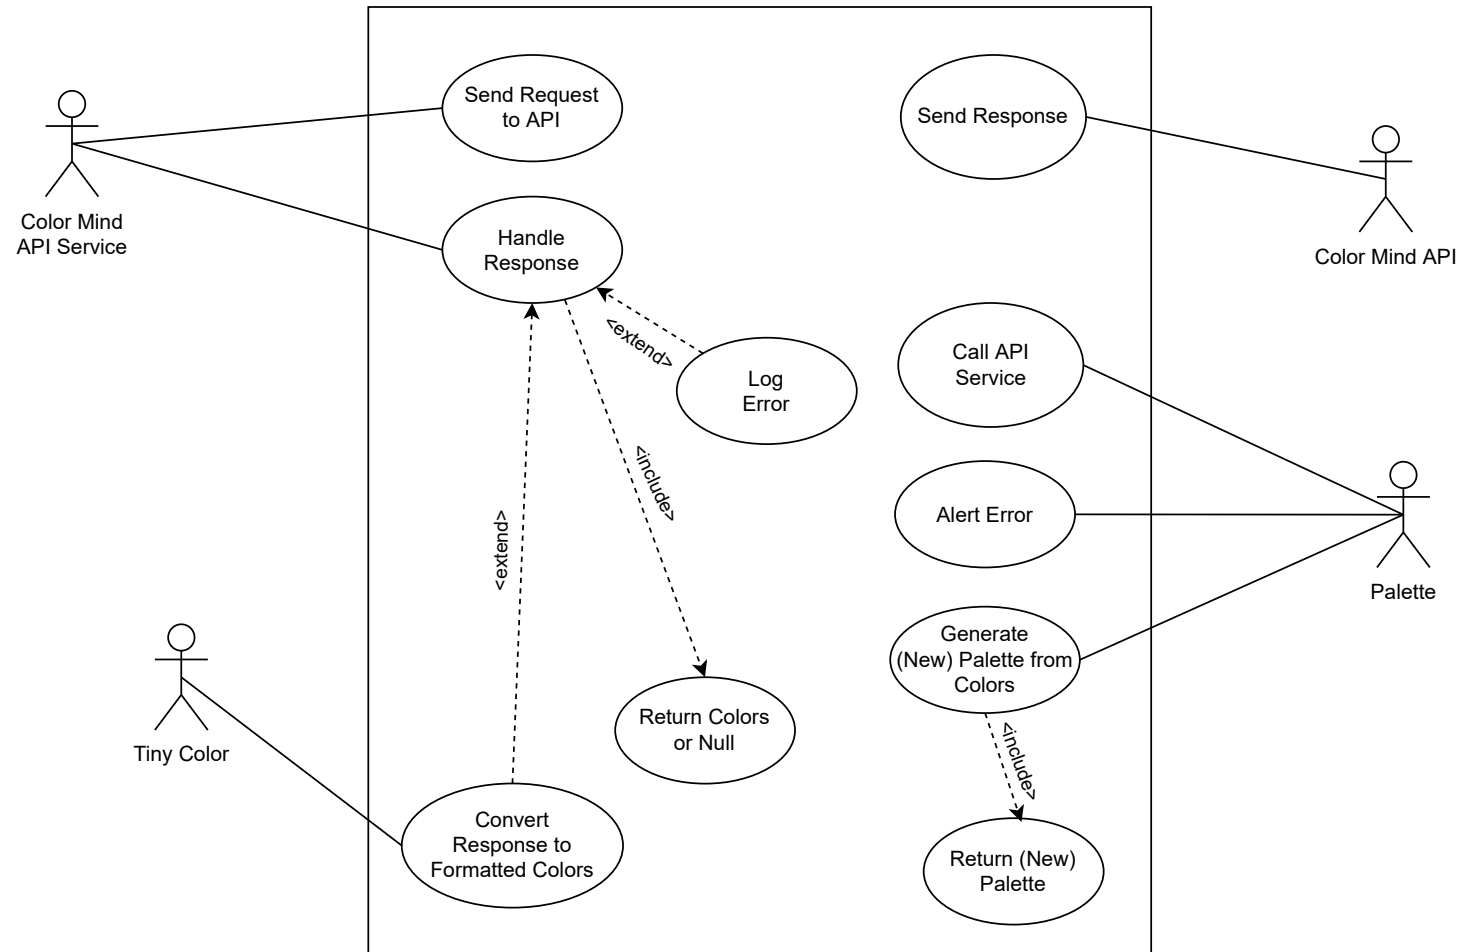 Send Request
to API
Send Response
Color Mind
API Service
Color Mind API
Handle
Response
<extend>
Log
Error
Call API
Service
<include>
<extend>
Alert Error
Palette
Generate
(New) Palette from
Colors
Return Colors
or Null
Tiny Color
<include>
Convert
Response to
Formatted Colors
Return (New)
Palette